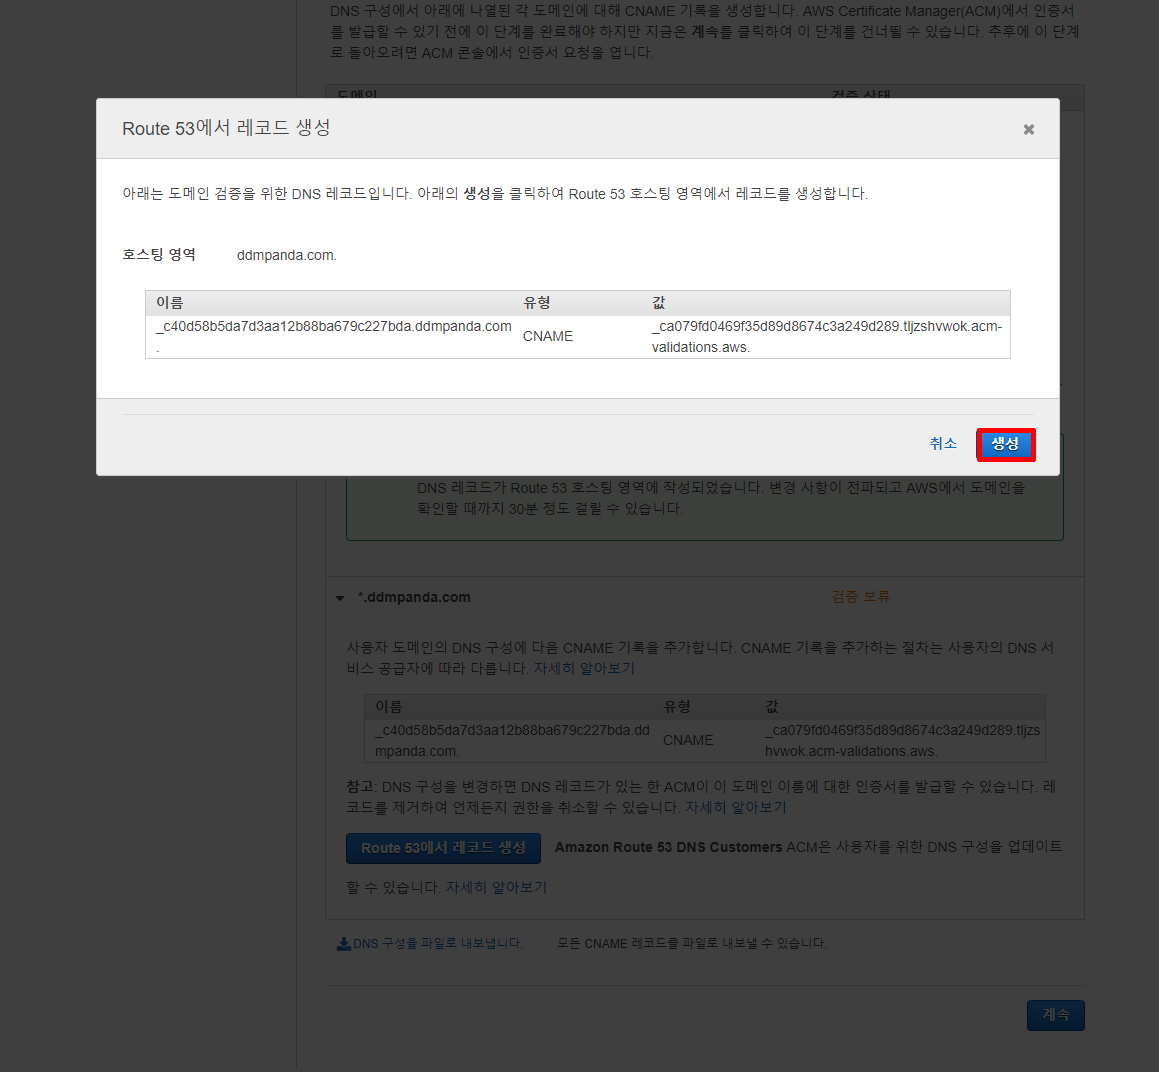 DNS 구성에서 아래에 나열된 각 도메인에 대해 CNAME 기록을 생성합니다. AWS Certificate Manager(ACM)에서 인증서
를 발급할 수 있기 전에 이 단계를 완료해야 하지만 지금은 계속를 클릭하여 이 단계를 건너뛸 수 있습니다. 추후에 이 단계
로 돌아오려면 ACM 콘솔에서 인증서 요청을 엽니다.
도메인 검증 상태
Route 53에서 레코드 생성
아래는 도메인 검증을 위한 DNS 레코드입니다. 아래의 생성을 클릭하여 Route 53 호스팅 영역에서 레코드를 생성합니다.
호스팅 영역 ddmpanda.com.
이름 유형 값
_c40d58b5da7d3aa12b88ba679c227bda.ddmpanda.com
. CNAME _ca079fd0469f35d89d8674c3a249d289.tljzshvwok.acm-
validations.aws.
취소 생성
DNS 레코드가 Route 53 호스팅 영역에 작성되었습니다. 변경 사항이 전파되고 AWS에서 도메인을
확인할 때까지 30분 정도 걸릴 수 있습니다.
*.ddmpanda.com 검증 보류
사용자 도메인의 DNS 구성에 다음 CNAME 기록을 추가합니다. CNAME 기록을 추가하는 절차는 사용자의 DNS 서
비스 공급자에 따라 다릅니다. 자세히 알아보기
이름 유형 값
_c40d58b5da7d3aa12b88ba679c227bda.dd
mpanda.com. CNAME _ca079fd0469f35d89d8674c3a249d289.tljzs
hvwok.acm-validations.aws.
참고: DNS 구성을 변경하면 DNS 레코드가 있는 한 ACM이 이 도메인 이름에 대한 인증서를 발급할 수 있습니다. 레
코드를 제거하여 언제든지 권한을 취소할 수 있습니다. 자세히 알아보기
Route 53에서 레코드 생성 Amazon Route 53 DNS Customers ACM은 사용자를 위한 DNS 구성을 업데이트
할 수 있습니다. 자세히 알아보기
DNS 구성을 파일로 내보냅니다. 모든 CNAME 레코드를 파일로 내보낼 수 있습니다.
계속